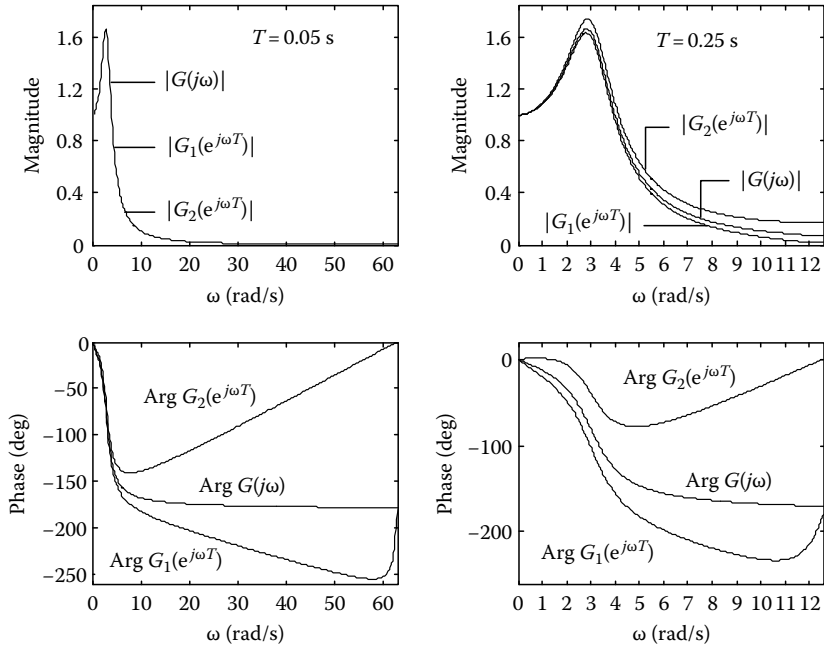 T = 0.05 s
Magnitude
1.6
1.2
0.8
0.4
0
|G(jω)|
|G₁(e^{jωT})|
|G₂(e^{jωT})|
0 10 20 30 40 50 60
ω (rad/s)
T = 0.25 s
Magnitude
1.6
1.2
0.8
0.4
0
|G₂(e^{jωT})|
|G(jω)|
|G₁(e^{jωT})|
0 1 2 3 4 5 6 7 8 9 10 11 12
ω (rad/s)
Phase (deg)
0
−50
−100
−150
−200
−250
Arg G₂(e^{jωT})
Arg G(jω)
Arg G₁(e^{jωT})
0 10 20 30 40 50 60
ω (rad/s)
Phase (deg)
0
−100
−200
Arg G₂(e^{jωT})
Arg G(jω)
Arg G₁(e^{jωT})
0 1 2 3 4 5 6 7 8 9 10 11 12
ω (rad/s)